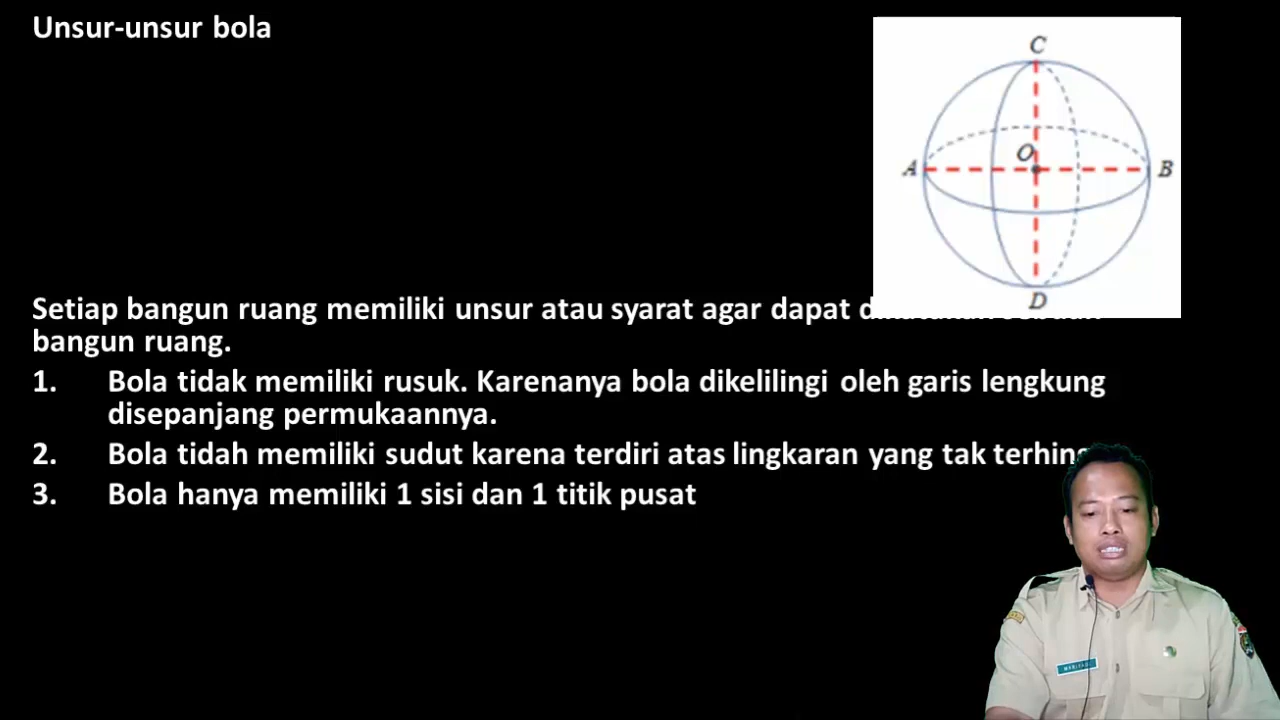 Unsur-unsur bola
C
O
A
B
D
Setiap bangun ruang memiliki unsur atau syarat agar dapat
bangun ruang.
1. Bola tidak memiliki rusuk. Karenanya bola dikelilingi oleh garis lengkung
disepanjang permukaannya.
2. Bola tidah memiliki sudut karena terdiri atas lingkaran yang tak
3. Bola hanya memiliki 1 sisi dan 1 titik pusat